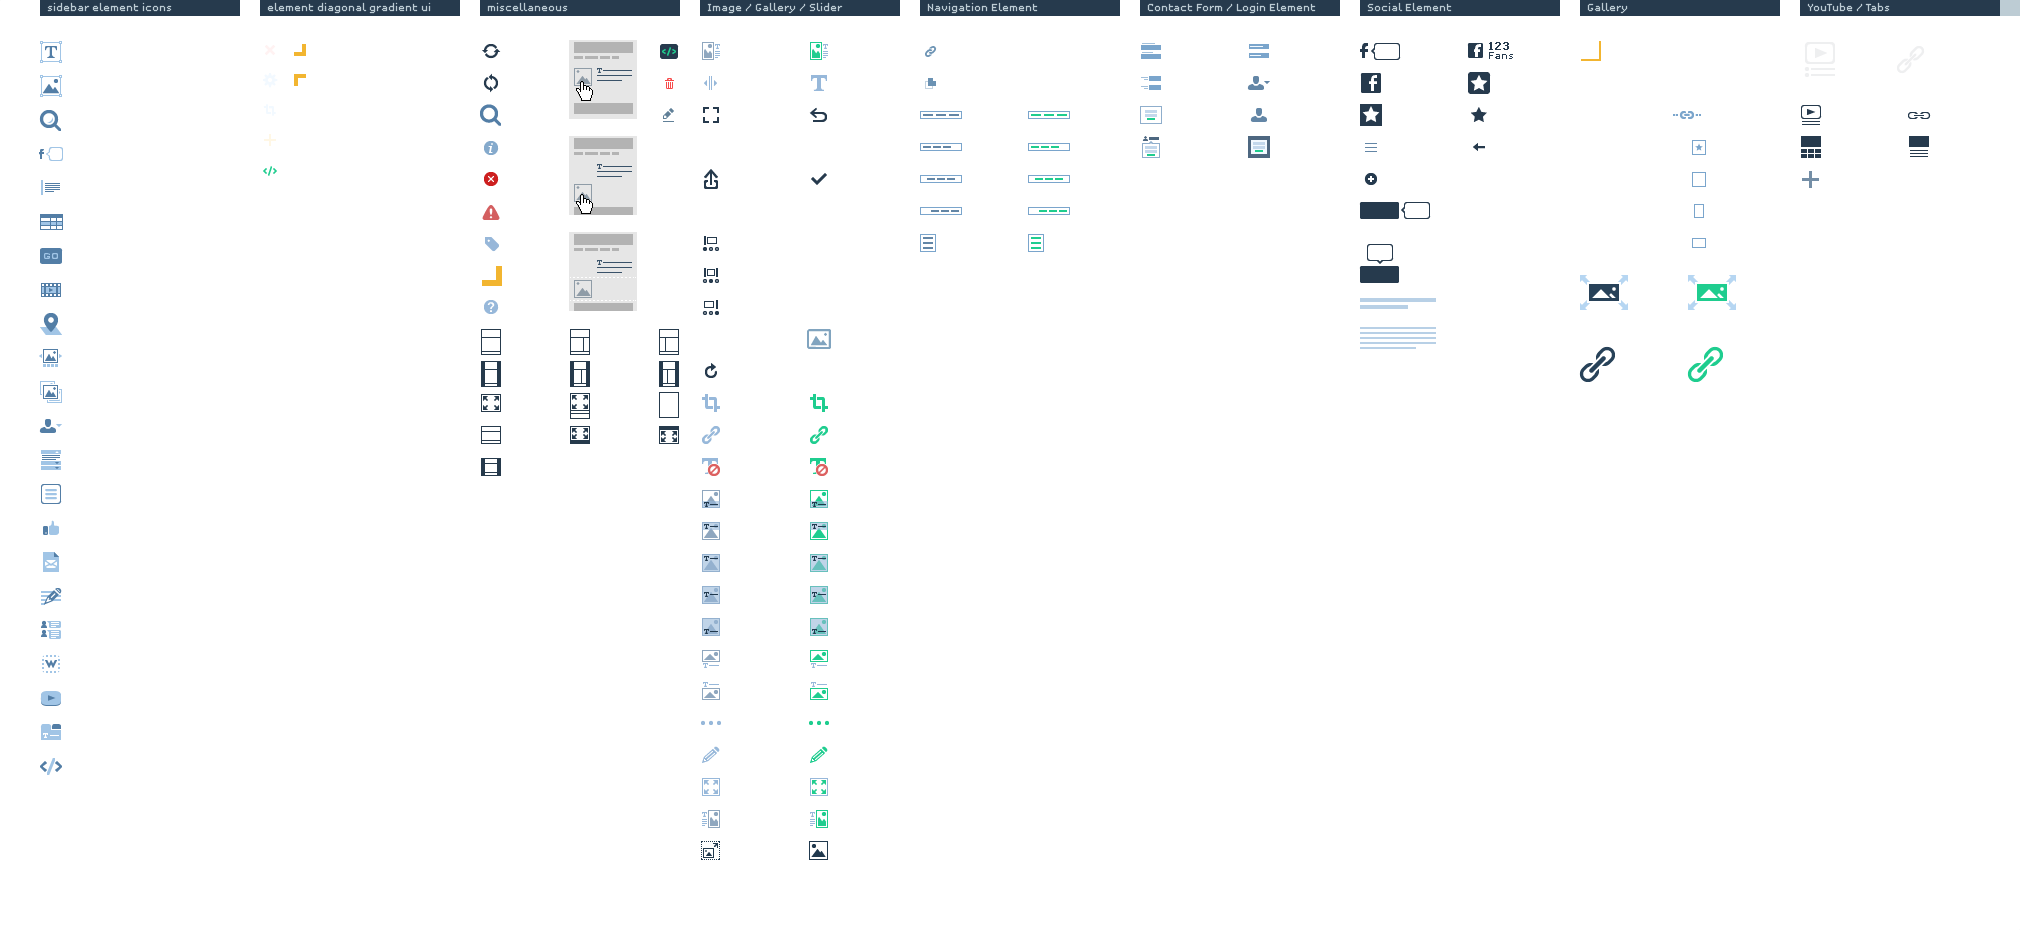 sidebar element icons
element diagonal gradient ui
miscellaneous
Image / Gallery / Slider
Navigation Element
Contact Form / Login Element
Social Element
Gallery
YouTube / Tabs
123
Fans
GO